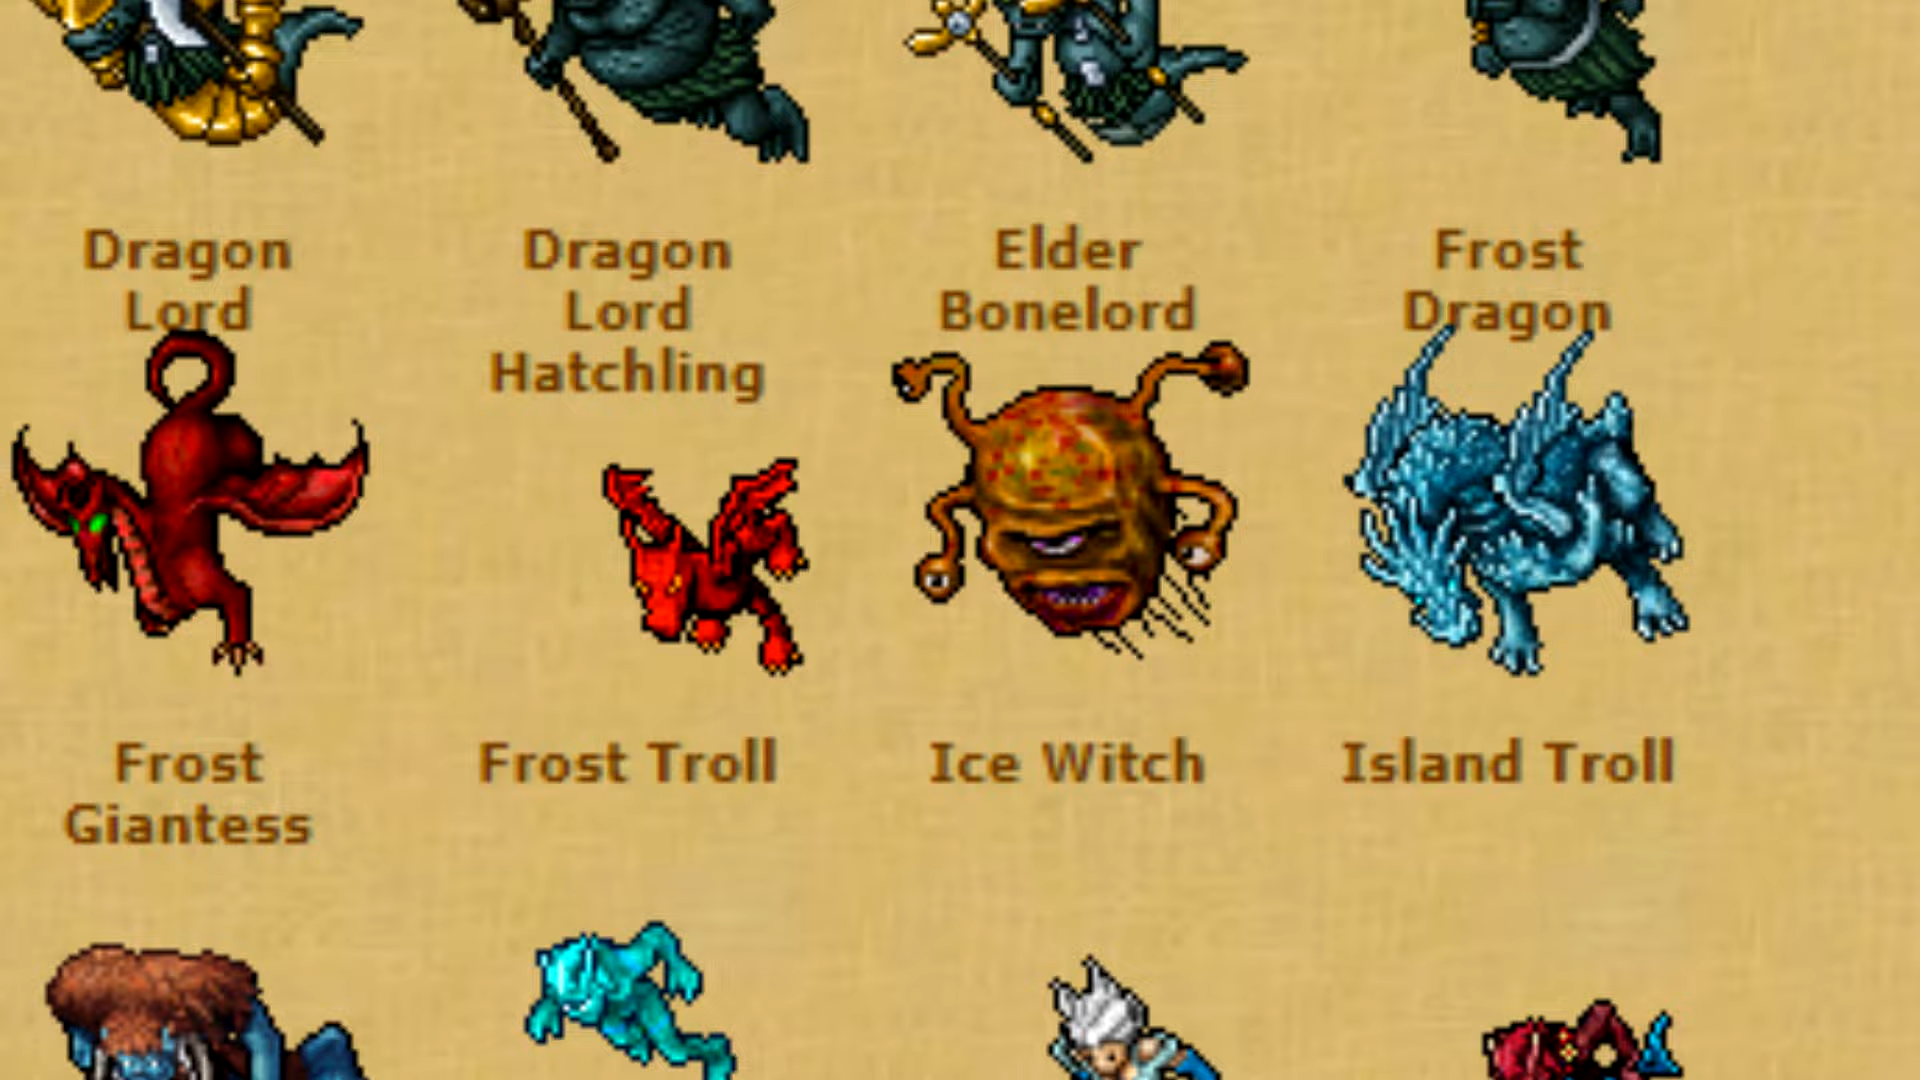 Dragon
Lord
Dragon
Lord
Hatchling
Elder
Bonelord
Frost
Dragon
Frost
Giantess
Frost Troll
Ice Witch
Island Troll